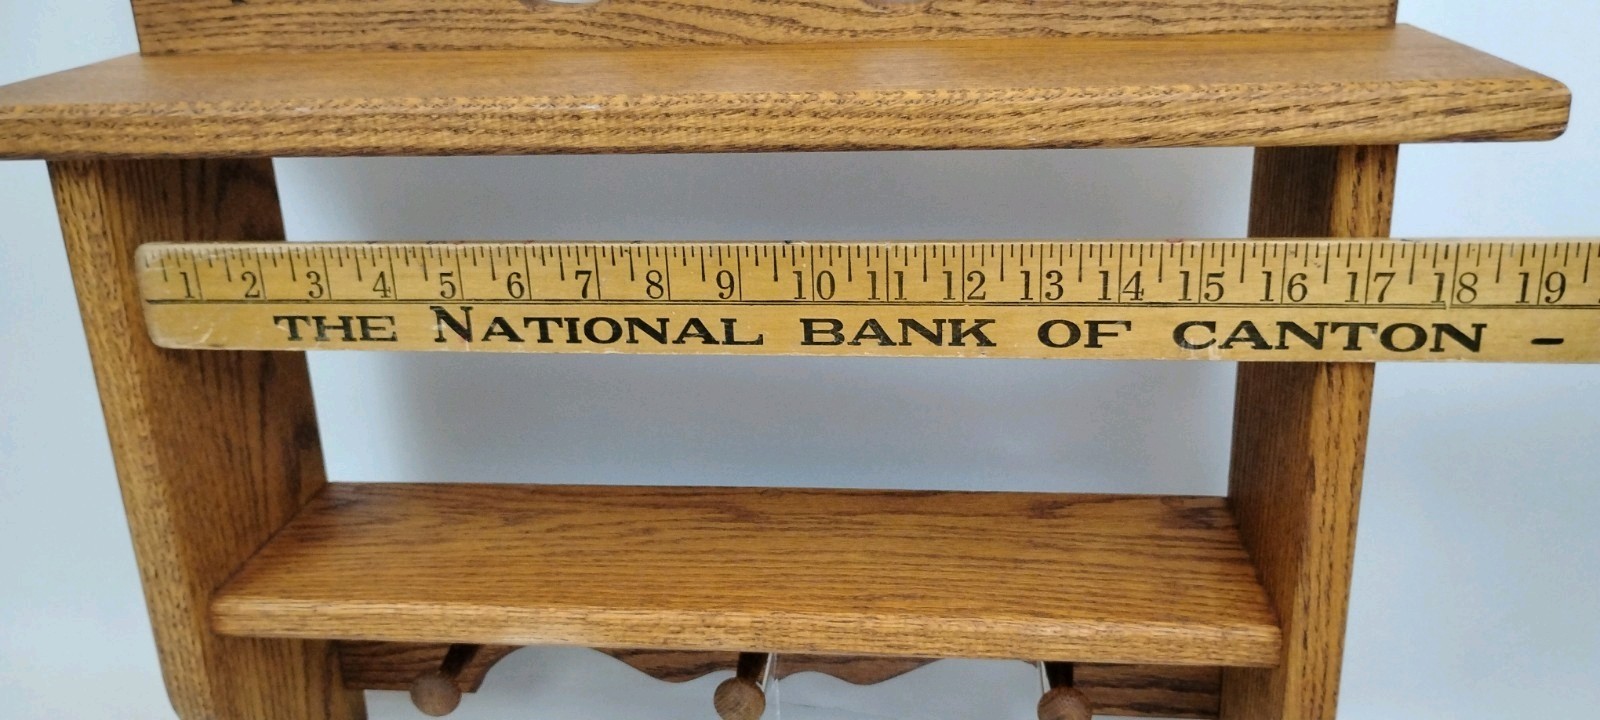 1 2 3 4 5 6 7 8 9 10 11 12 13 14 15 16 17 18 19
THE NATIONAL BANK OF CANTON -